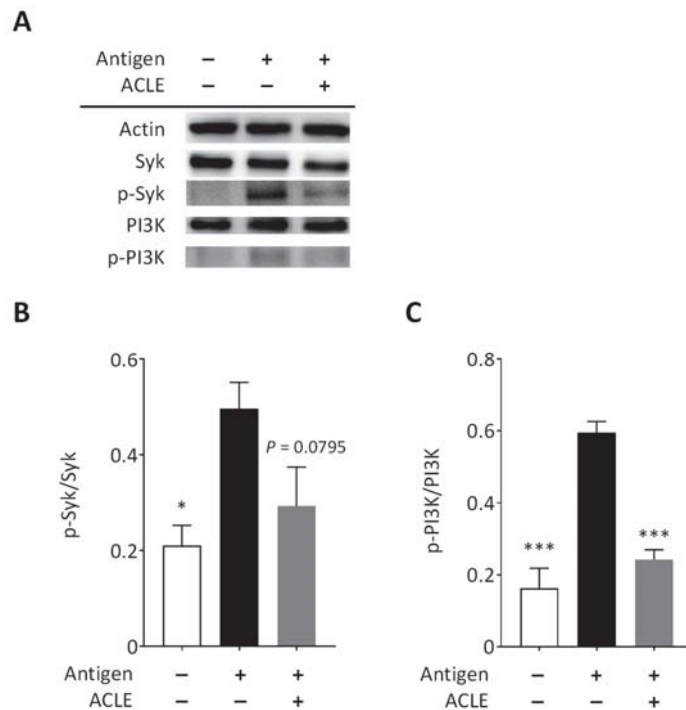 A
Antigen – + +
ACLE – – +
Actin
Syk
p-Syk
PI3K
p-PI3K
B
0.6
0.4
0.2
0
p-Syk/Syk
*
P = 0.0795
Antigen – + +
ACLE – – +
C
0.8
0.6
0.4
0.2
0
p-PI3K/PI3K
***
***
Antigen – + +
ACLE – – +